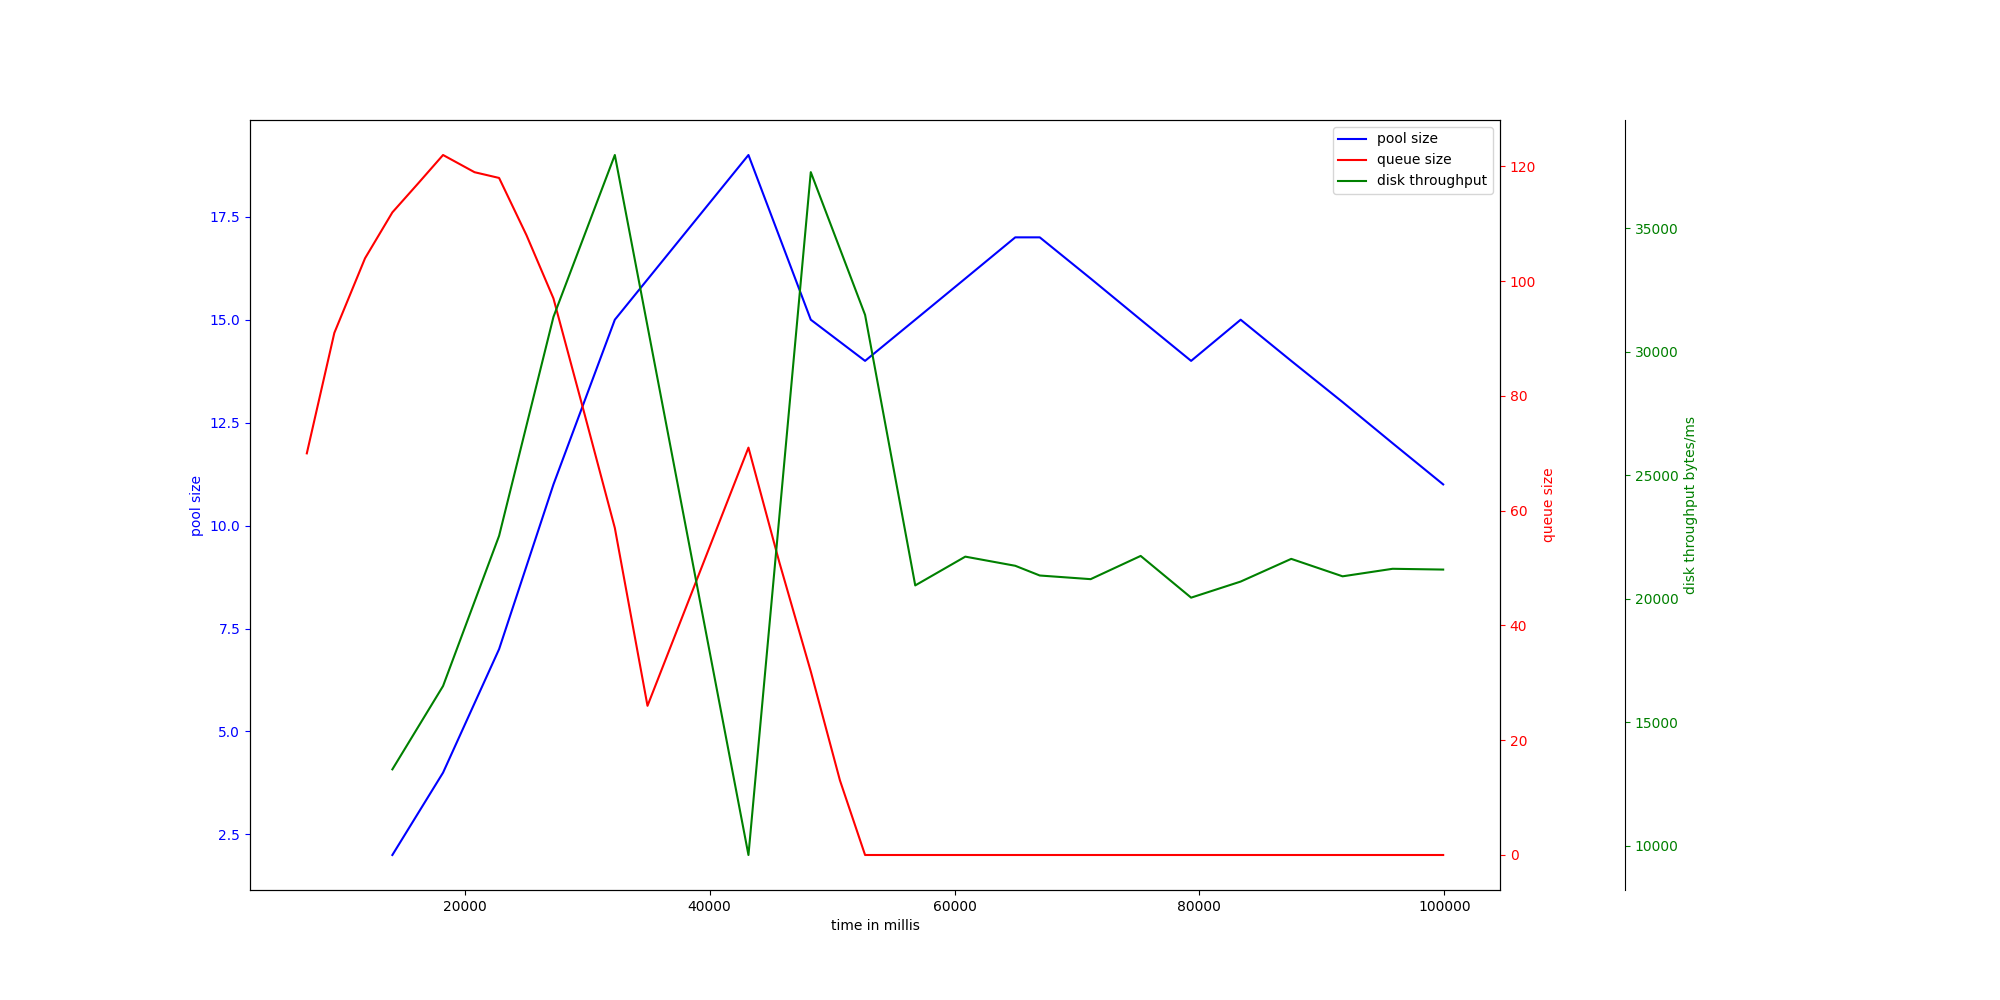 pool size
queue size
disk throughput
17.5
15.0
12.5
10.0
7.5
5.0
2.5
pool size
120
100
80
60
40
20
0
queue size
35000
30000
25000
20000
15000
10000
disk throughput bytes/ms
20000 40000 60000 80000 100000
time in millis